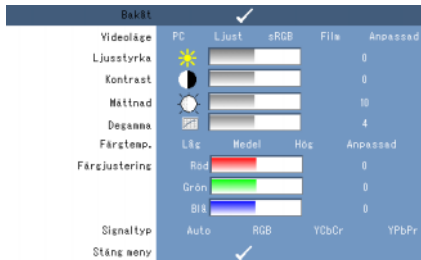 Bakåt
Videoläge PC Ljust sRGB Film Anpassad
Ljusstyrka 0
Kontrast 0
Mättnad 10
Degamma 4
Färgtemp. Låg Medel Hög Anpassad
Färgjustering Röd 0
Grön 0
Blå 0
Signaltyp Auto RGB YCbCr YPbPr
Stäng meny